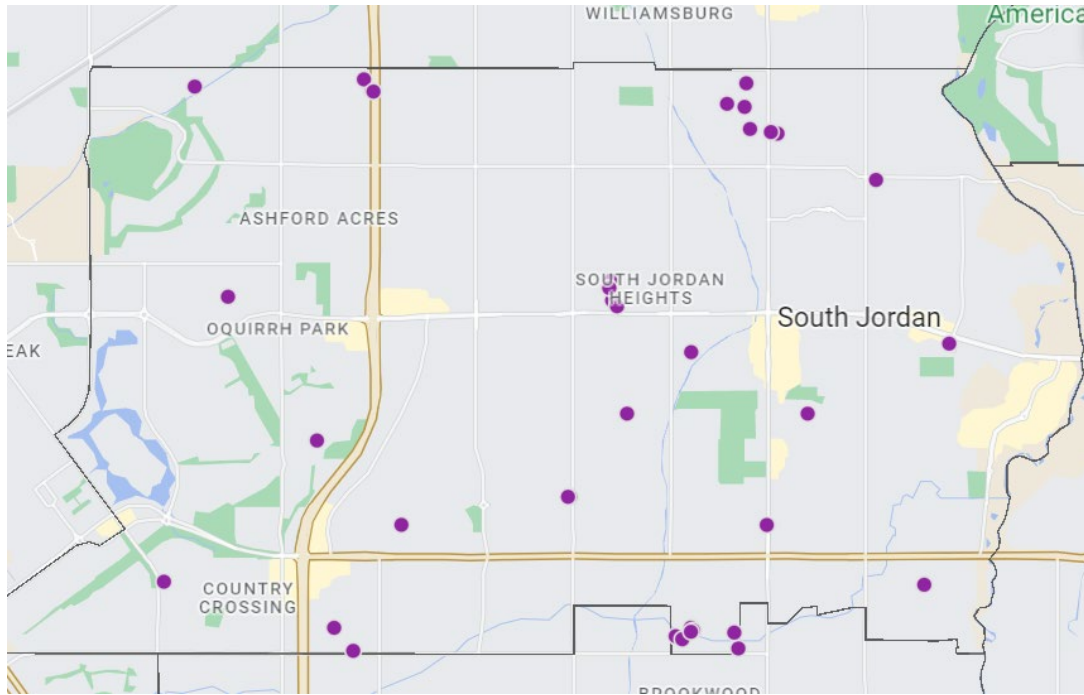 WILLIAMSBURG
America
ASHFORD ACRES
SOUTH JORDAN
HEIGHTS
South Jordan
OQUIRRH PARK
EAK
COUNTRY
CROSSING
BROOKWOOD